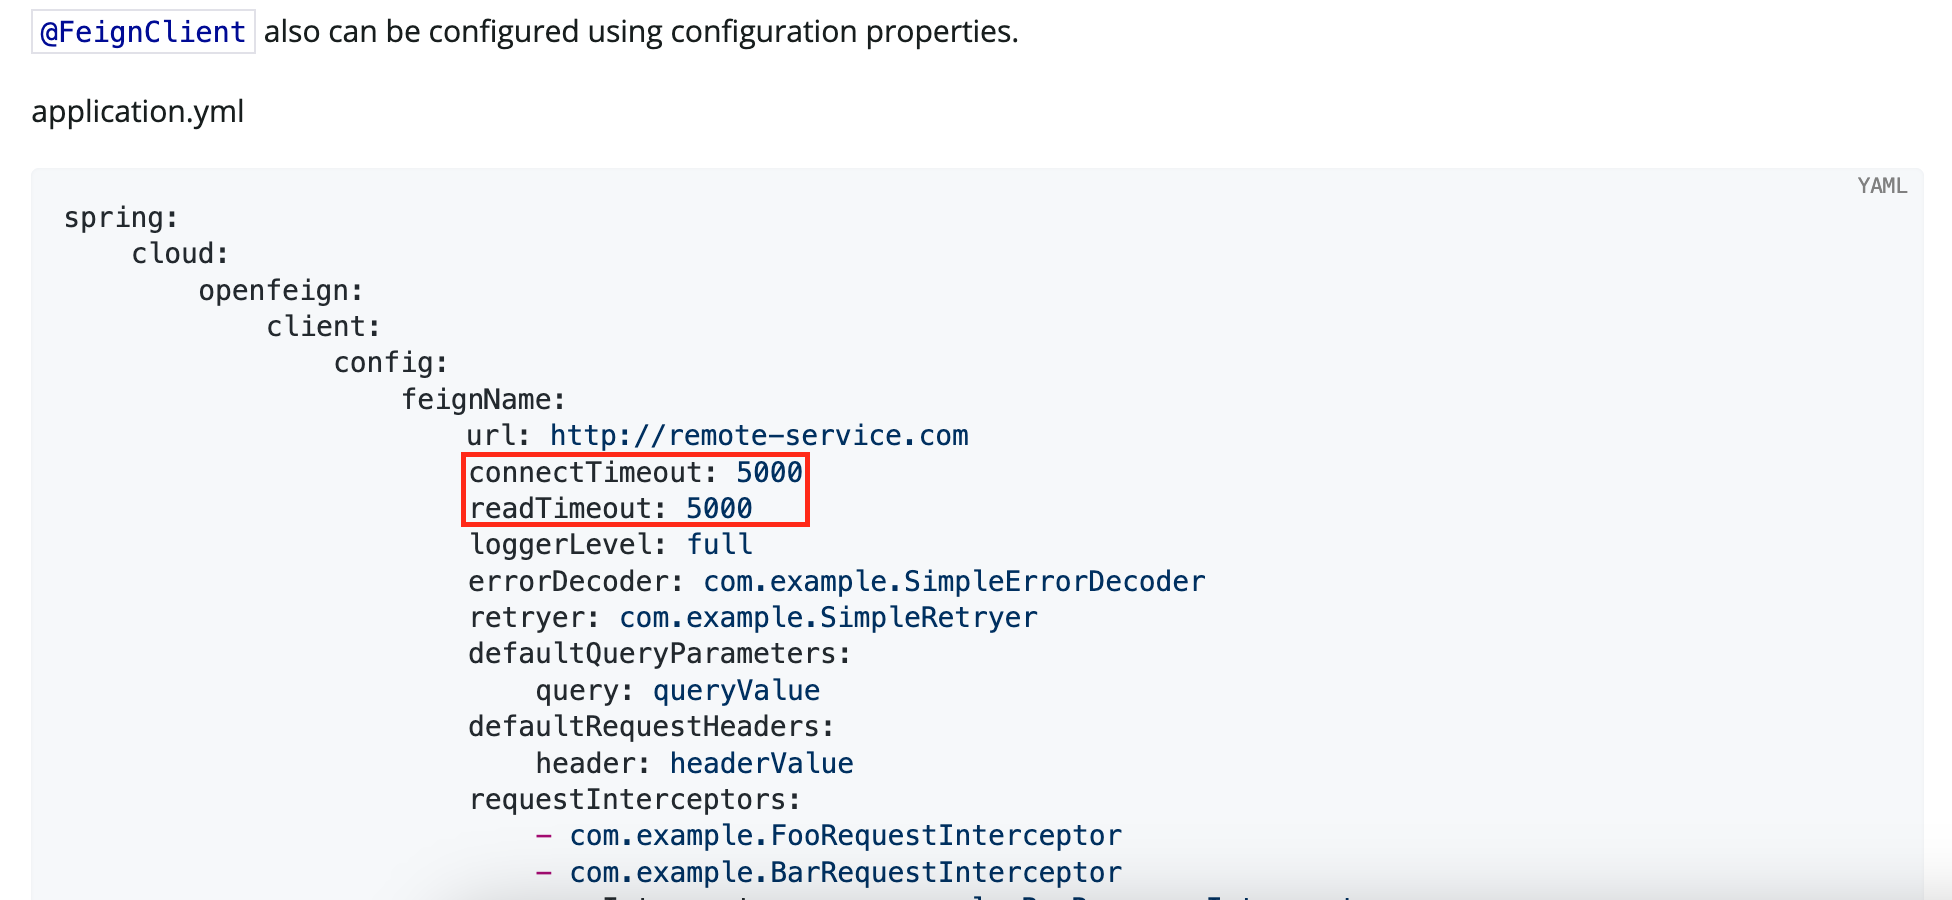 @FeignClient also can be configured using configuration properties.
application.yml
YAML
spring:
    cloud:
        openfeign:
            client:
                config:
                    feignName:
                        url: http://remote-service.com
                        connectTimeout: 5000
                        readTimeout: 5000
                        loggerLevel: full
                        errorDecoder: com.example.SimpleErrorDecoder
                        retryer: com.example.SimpleRetryer
                        defaultQueryParameters:
                            query: queryValue
                        defaultRequestHeaders:
                            header: headerValue
                        requestInterceptors:
                            - com.example.FooRequestInterceptor
                            - com.example.BarRequestInterceptor